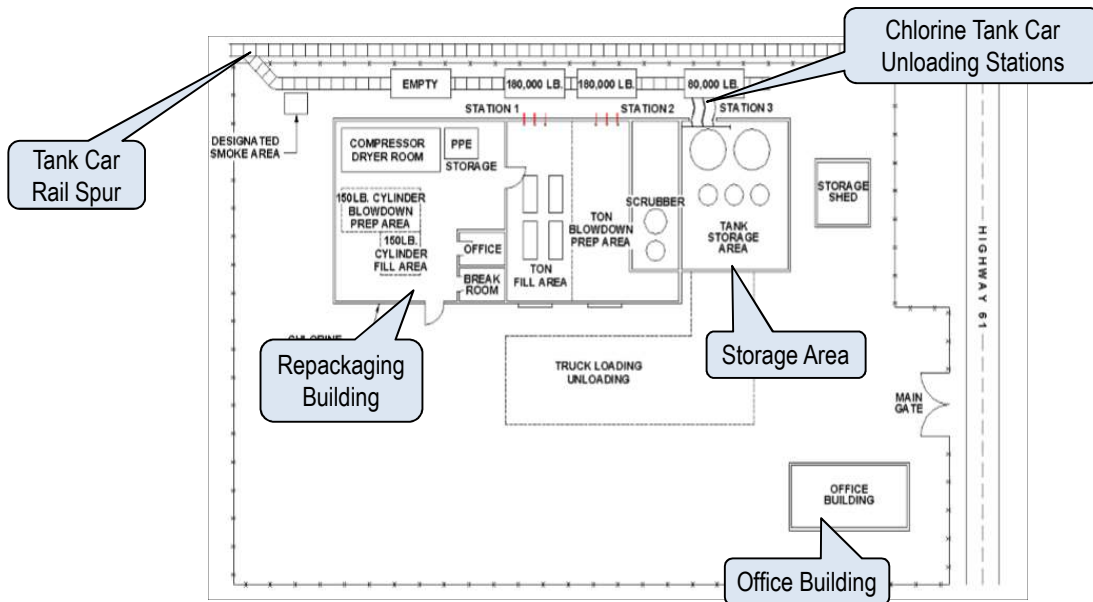 Chlorine Tank Car
Unloading Stations
EMPTY
180,000 LB.
180,000 LB.
80,000 LB.
STATION 1
STATION 2
STATION 3
DESIGNATED
SMOKE AREA
Tank Car
Rail Spur
COMPRESSOR
DRYER ROOM
PPE
STORAGE
150LB. CYLINDER
BLOWDOWN
PREP AREA
150LB.
CYLINDER
FILL AREA
OFFICE
BREAK
ROOM
TON
FILL AREA
TON
BLOWDOWN
PREP AREA
SCRUBBER
TANK
STORAGE
AREA
STORAGE
SHED
HIGHWAY 61
Repackaging
Building
Storage Area
TRUCK LOADING
UNLOADING
MAIN
GATE
OFFICE
BUILDING
Office Building